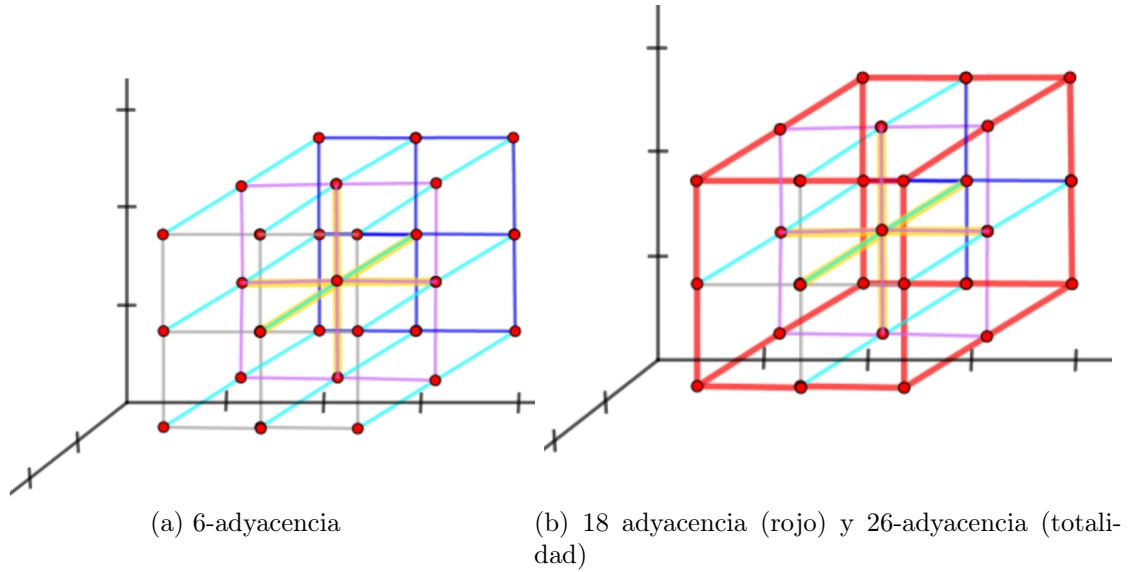 (a) 6-adyacencia
(b) 18 adyacencia (rojo) y 26-adyacencia (totali-
dad)